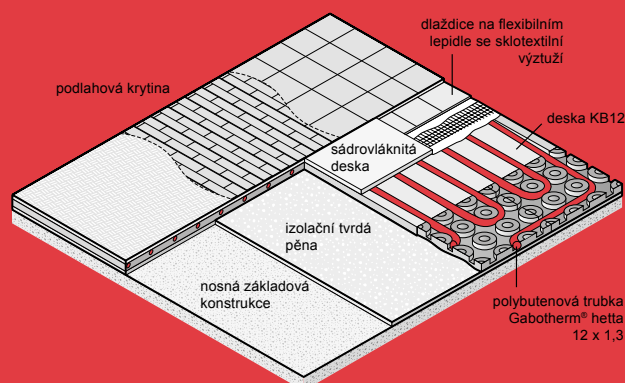 dlaždice na flexibilním
lepidle se sklotextilní
výztuží
podlahová krytina
deska KB12
sádrovláknitá
deska
izolační tvrdá
pěna
nosná základová
konstrukce
polybutenová trubka
Gabotherm® hetta
12 x 1,3